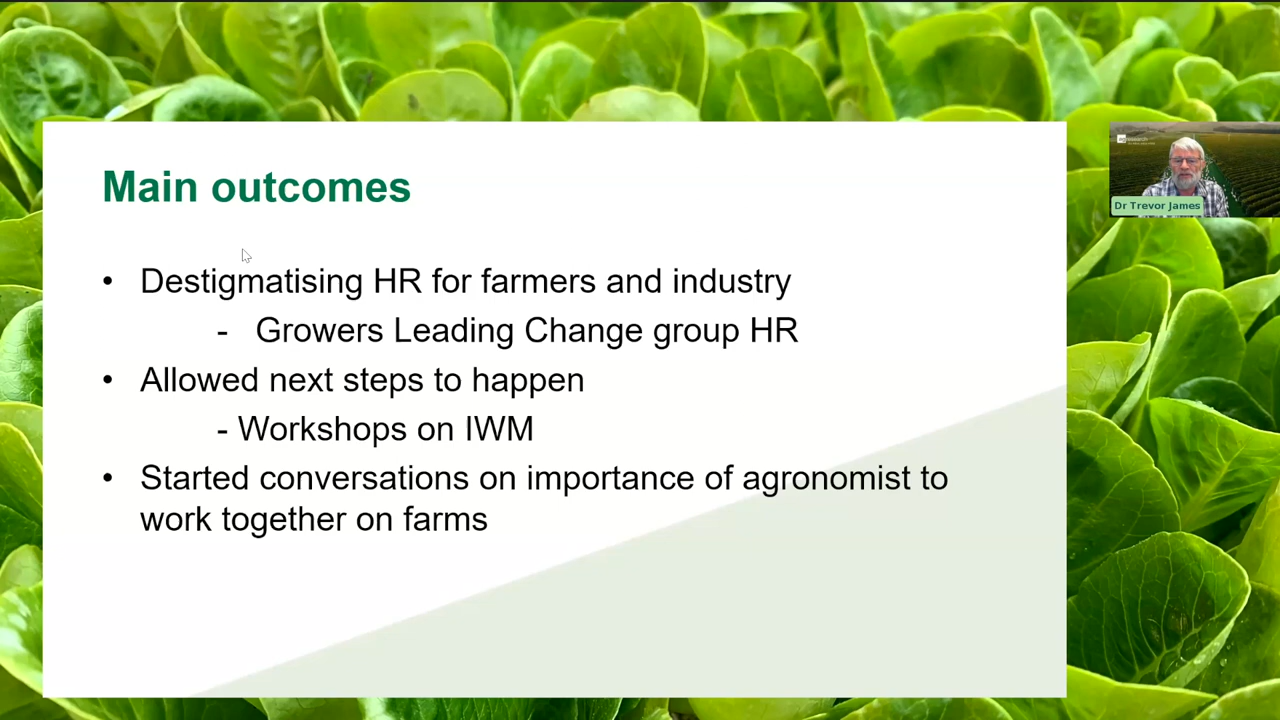 Main outcomes
• Destigmatising HR for farmers and industry
- Growers Leading Change group HR
• Allowed next steps to happen
- Workshops on IWM
• Started conversations on importance of agronomist to
work together on farms
Dr Trevor James